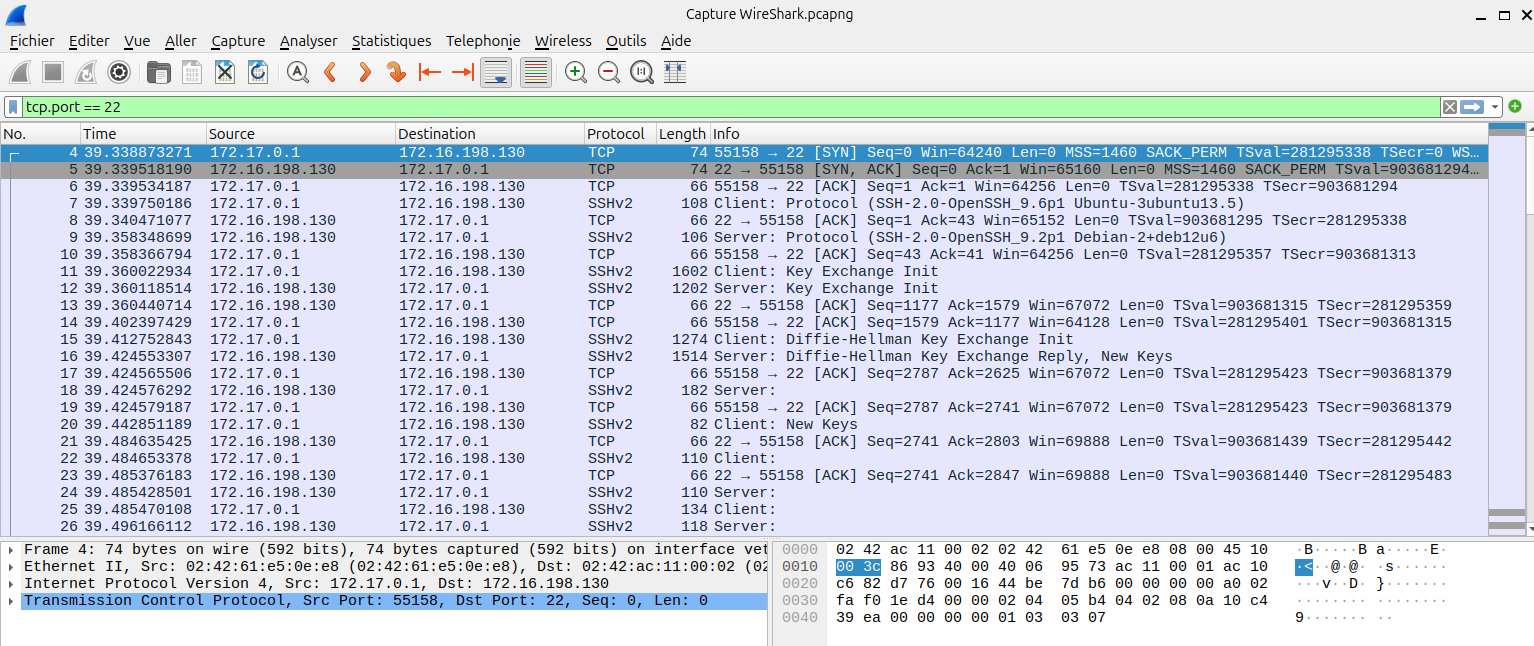 Capture WireShark.pcapng
Fichier Editer Vue Aller Capture Analyser Statistiques Telephonie Wireless Outils Aide
tcp.port == 22
No. Time Source Destination Protocol Length Info
4 39.338873271 172.17.0.1 172.16.198.130 TCP 74 55158 → 22 [SYN] Seq=0 Win=64240 Len=0 MSS=1460 SACK_PERM TSval=281295338 TSecr=0 WS…
5 39.339518190 172.16.198.130 172.17.0.1 TCP 74 22 → 55158 [SYN, ACK] Seq=0 Ack=1 Win=65160 Len=0 MSS=1460 SACK_PERM TSval=903681294…
6 39.339534187 172.17.0.1 172.16.198.130 TCP 66 55158 → 22 [ACK] Seq=1 Ack=1 Win=64256 Len=0 TSval=281295338 TSecr=903681294
7 39.339750186 172.17.0.1 172.16.198.130 SSHv2 108 Client: Protocol (SSH-2.0-OpenSSH_9.6p1 Ubuntu-3ubuntu13.5)
8 39.340471077 172.16.198.130 172.17.0.1 TCP 66 22 → 55158 [ACK] Seq=1 Ack=43 Win=65152 Len=0 TSval=903681295 TSecr=281295338
9 39.358348699 172.16.198.130 172.17.0.1 SSHv2 106 Server: Protocol (SSH-2.0-OpenSSH_9.2p1 Debian-2+deb12u6)
10 39.358366794 172.17.0.1 172.16.198.130 TCP 66 55158 → 22 [ACK] Seq=43 Ack=41 Win=64256 Len=0 TSval=281295357 TSecr=903681313
11 39.360022934 172.17.0.1 172.16.198.130 SSHv2 1602 Client: Key Exchange Init
12 39.360118514 172.16.198.130 172.17.0.1 SSHv2 1202 Server: Key Exchange Init
13 39.360440714 172.16.198.130 172.17.0.1 TCP 66 22 → 55158 [ACK] Seq=1177 Ack=1579 Win=67072 Len=0 TSval=903681315 TSecr=281295359
14 39.402397429 172.17.0.1 172.16.198.130 TCP 66 55158 → 22 [ACK] Seq=1579 Ack=1177 Win=64128 Len=0 TSval=281295401 TSecr=903681315
15 39.412752843 172.17.0.1 172.16.198.130 SSHv2 1274 Client: Diffie-Hellman Key Exchange Init
16 39.424553307 172.16.198.130 172.17.0.1 SSHv2 1514 Server: Diffie-Hellman Key Exchange Reply, New Keys
17 39.424565506 172.17.0.1 172.16.198.130 TCP 66 55158 → 22 [ACK] Seq=2787 Ack=2625 Win=67072 Len=0 TSval=281295423 TSecr=903681379
18 39.424576292 172.16.198.130 172.17.0.1 SSHv2 182 Server:
19 39.424579187 172.17.0.1 172.16.198.130 TCP 66 55158 → 22 [ACK] Seq=2787 Ack=2741 Win=67072 Len=0 TSval=281295423 TSecr=903681379
20 39.442851189 172.17.0.1 172.16.198.130 SSHv2 82 Client: New Keys
21 39.484635425 172.16.198.130 172.17.0.1 TCP 66 22 → 55158 [ACK] Seq=2741 Ack=2803 Win=69888 Len=0 TSval=903681439 TSecr=281295442
22 39.484653378 172.17.0.1 172.16.198.130 SSHv2 110 Client:
23 39.485376183 172.16.198.130 172.17.0.1 TCP 66 22 → 55158 [ACK] Seq=2741 Ack=2847 Win=69888 Len=0 TSval=903681440 TSecr=281295483
24 39.485428501 172.16.198.130 172.17.0.1 SSHv2 110 Server:
25 39.485470108 172.17.0.1 172.16.198.130 SSHv2 134 Client:
26 39.496166112 172.16.198.130 172.17.0.1 SSHv2 118 Server:
Frame 4: 74 bytes on wire (592 bits), 74 bytes captured (592 bits) on interface vet
Ethernet II, Src: 02:42:61:e5:0e:e8 (02:42:61:e5:0e:e8), Dst: 02:42:ac:11:00:02 (02
Internet Protocol Version 4, Src: 172.17.0.1, Dst: 172.16.198.130
Transmission Control Protocol, Src Port: 55158, Dst Port: 22, Seq: 0, Len: 0
0000 02 42 ac 11 00 02 02 42 61 e5 0e e8 08 00 45 10 ·B·····B a·····E·
0010 00 3c 86 93 40 00 40 06 95 73 ac 11 00 01 ac 10 ·<··@·@· ·s······
0020 c6 82 d7 76 00 16 44 be 7d b6 00 00 00 00 a0 02 ···v··D· }·······
0030 fa f0 1e d4 00 00 02 04 05 b4 04 02 08 0a 10 c4 ········ ········
0040 39 ea 00 00 00 00 01 03 03 07 9······· ··